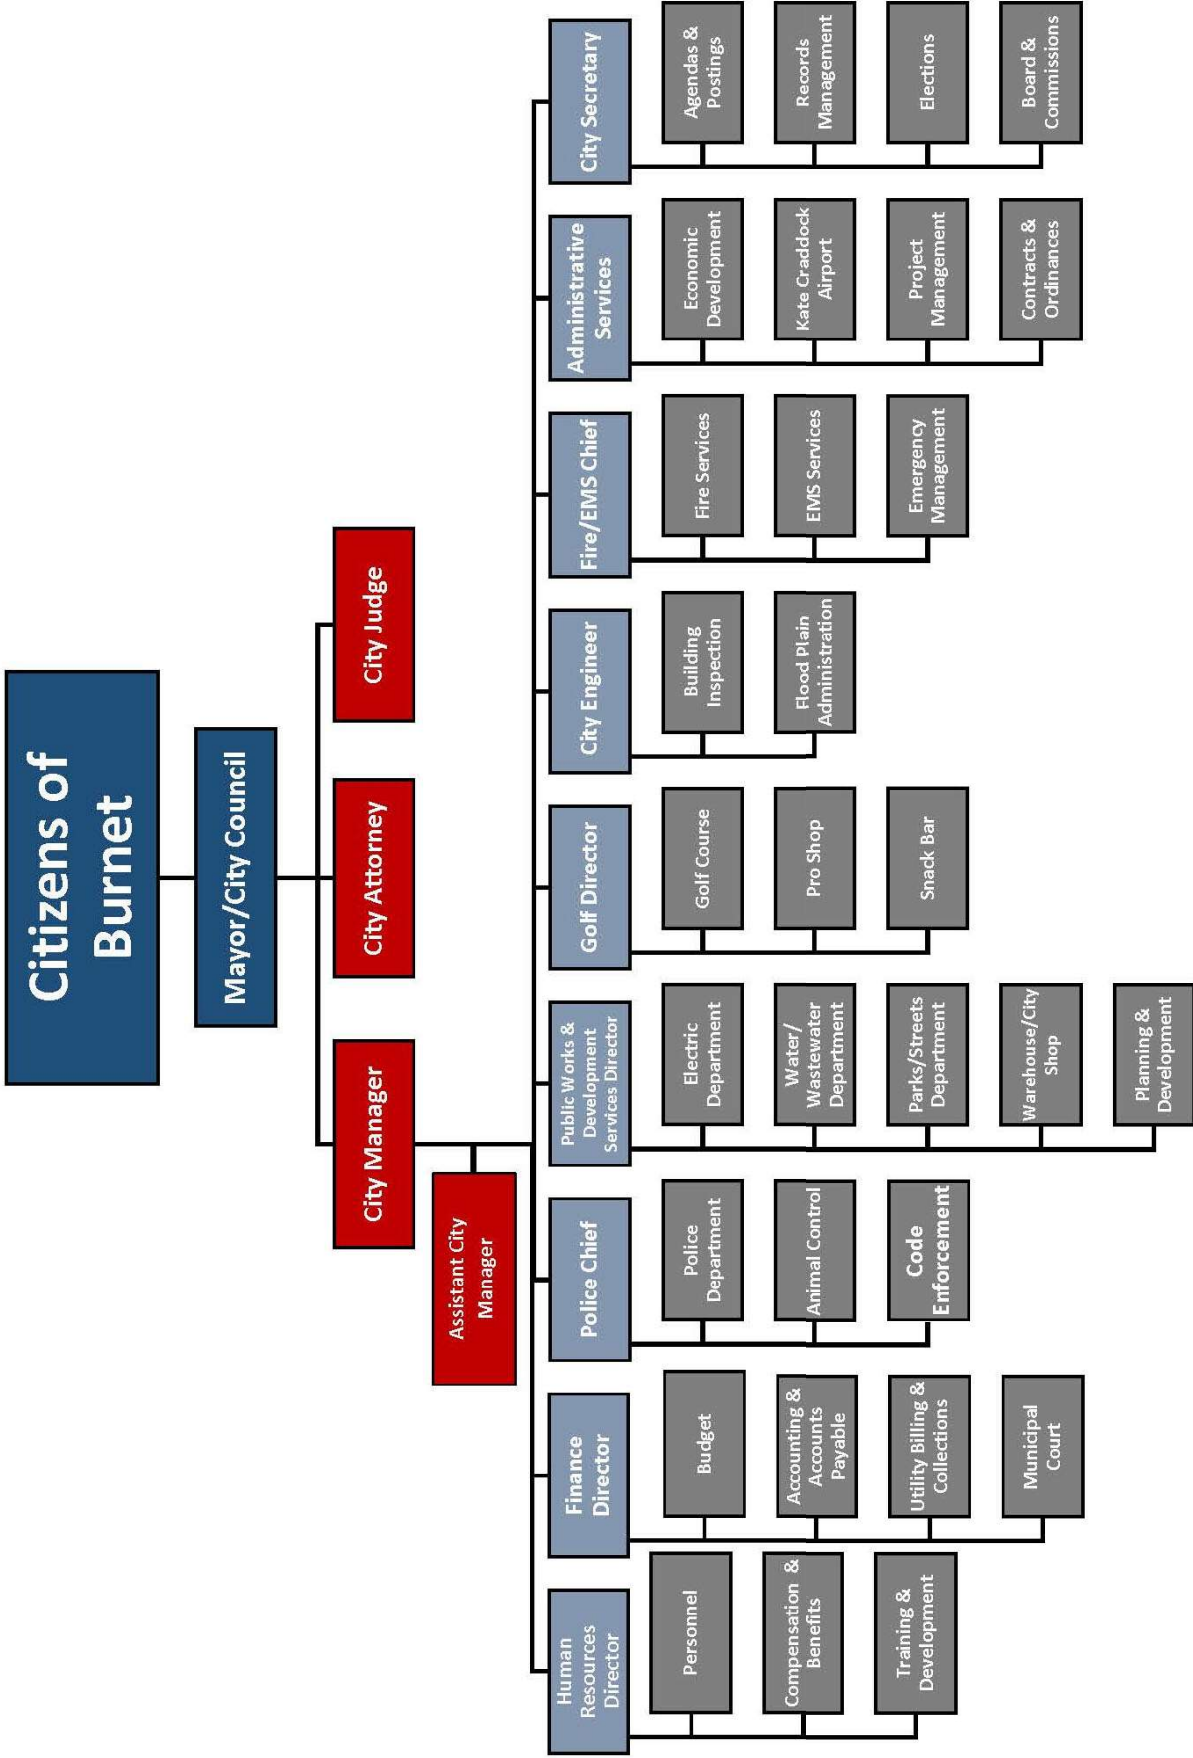 Citizens of
Burnet
Mayor/City Council
City Manager
City Attorney
City Judge
Assistant City
Manager
Human
Resources
Director
Personnel
Compensation &
Benefits
Training &
Development
Finance
Director
Budget
Accounting &
Accounts
Payable
Utility Billing &
Collections
Municipal
Court
Police Chief
Police
Department
Animal Control
Code
Enforcement
Public Works &
Development
Services Director
Electric
Department
Water/
Wastewater
Department
Parks/Streets
Department
Warehouse/City
Shop
Planning &
Development
Golf Director
Golf Course
Pro Shop
Snack Bar
City Engineer
Building
Inspection
Flood Plain
Administration
Fire/EMS Chief
Fire Services
EMS Services
Emergency
Management
Administrative
Services
Economic
Development
Kate Craddock
Airport
Project
Management
Contracts &
Ordinances
City Secretary
Agendas &
Postings
Records
Management
Elections
Board &
Commissions